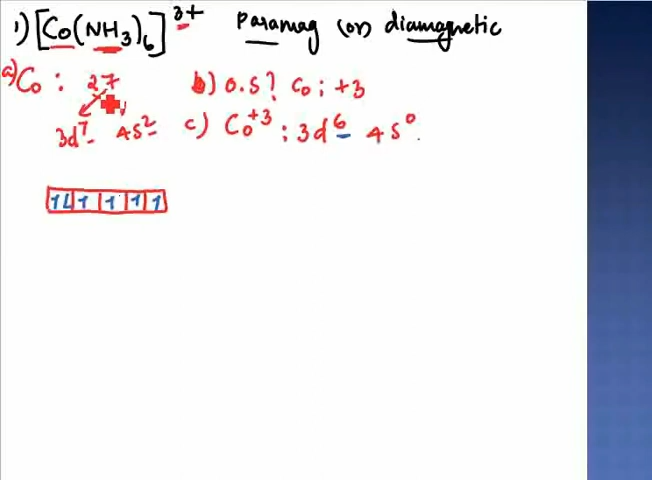 1) [Co(NH3)6]3+ Paramag (or) diamagnetic
a) Co : 27 b) O.S? Co : +3
3d7 4s2 c) Co+3 : 3d6 4s0
1L 1 1 1 1